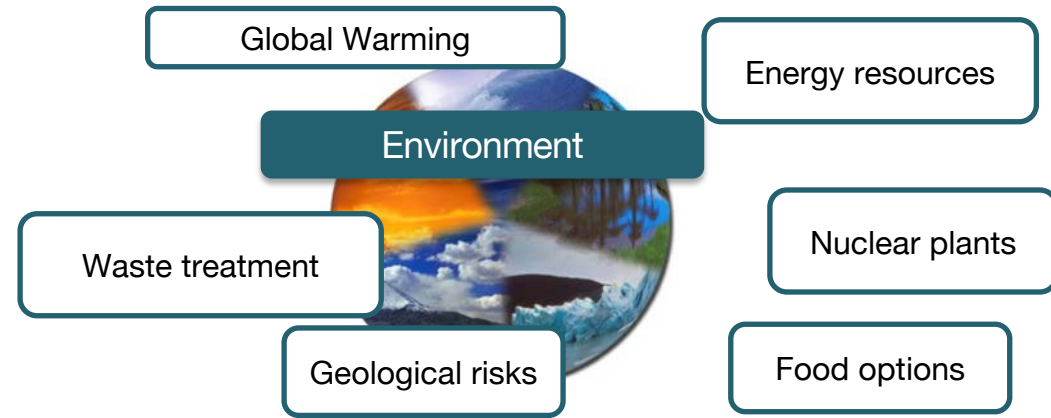 Global Warming
Energy resources
Environment
Nuclear plants
Waste treatment
Geological risks
Food options